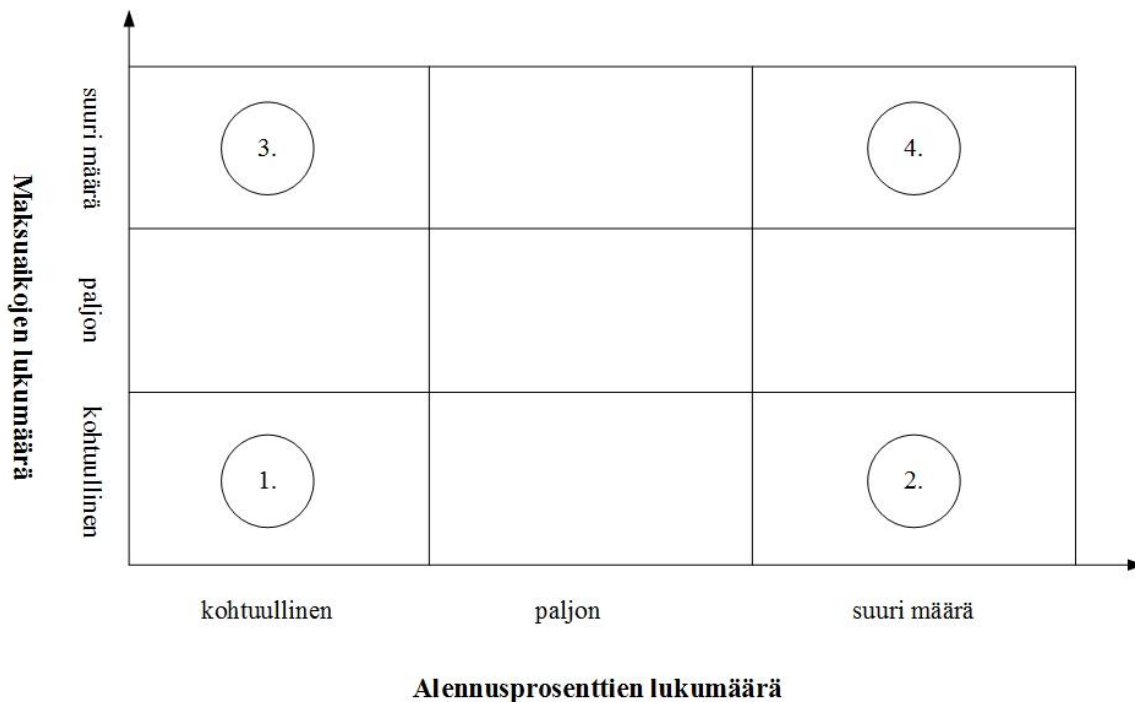 Maksuaikojen lukumäärä
suuri määrä
paljon
kohtuullinen
3.
4.
1.
2.
kohtuullinen
paljon
suuri määrä
Alennusprosenttien lukumäärä